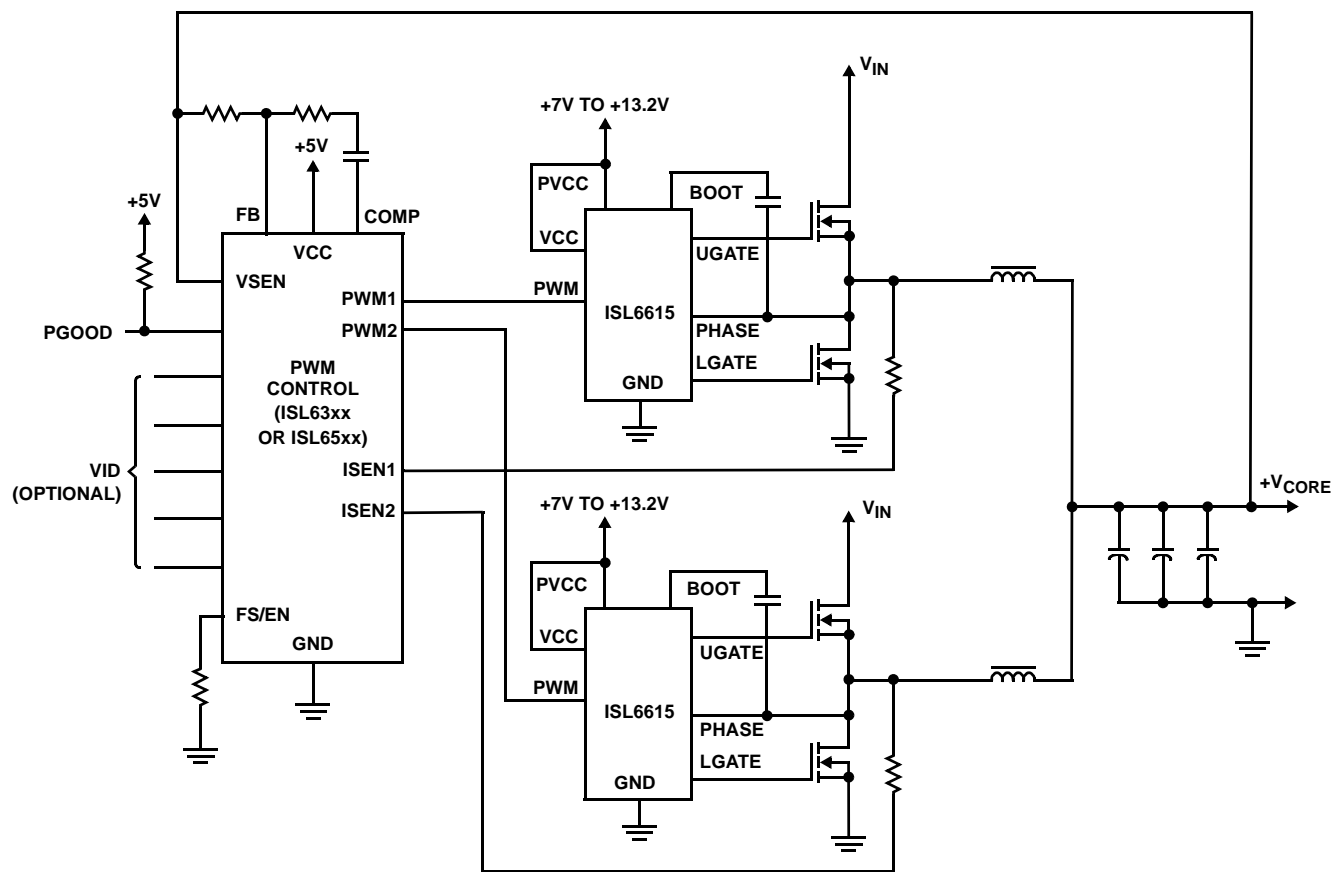 V_IN
+7V TO +13.2V
+5V
PVCC
BOOT
+5V
FB
COMP
VCC
VCC
UGATE
VSEN
PWM1
PWM
ISL6615
PGOOD
PWM2
PHASE
LGATE
PWM
CONTROL
(ISL63xx
OR ISL65xx)
GND
VID
(OPTIONAL)
ISEN1
ISEN2
+V_CORE
+7V TO +13.2V
V_IN
PVCC
BOOT
FS/EN
GND
VCC
UGATE
PWM
ISL6615
PHASE
LGATE
GND